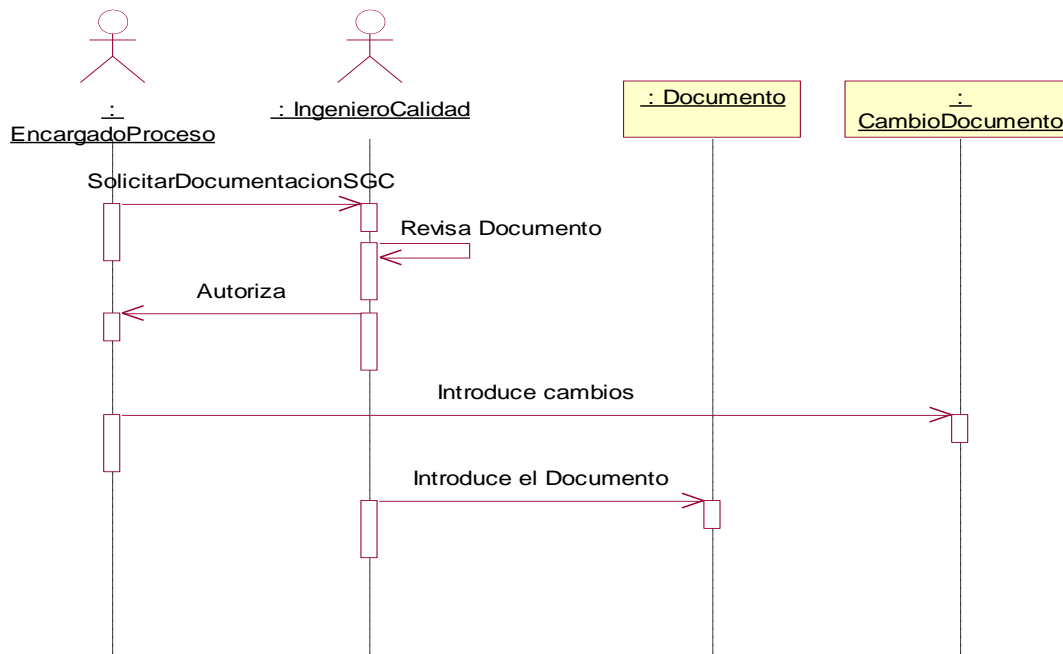 :
EncargadoProceso
: IngenieroCalidad
: Documento
:
CambioDocumento
SolicitarDocumentacionSGC
Revisa Documento
Autoriza
Introduce cambios
Introduce el Documento